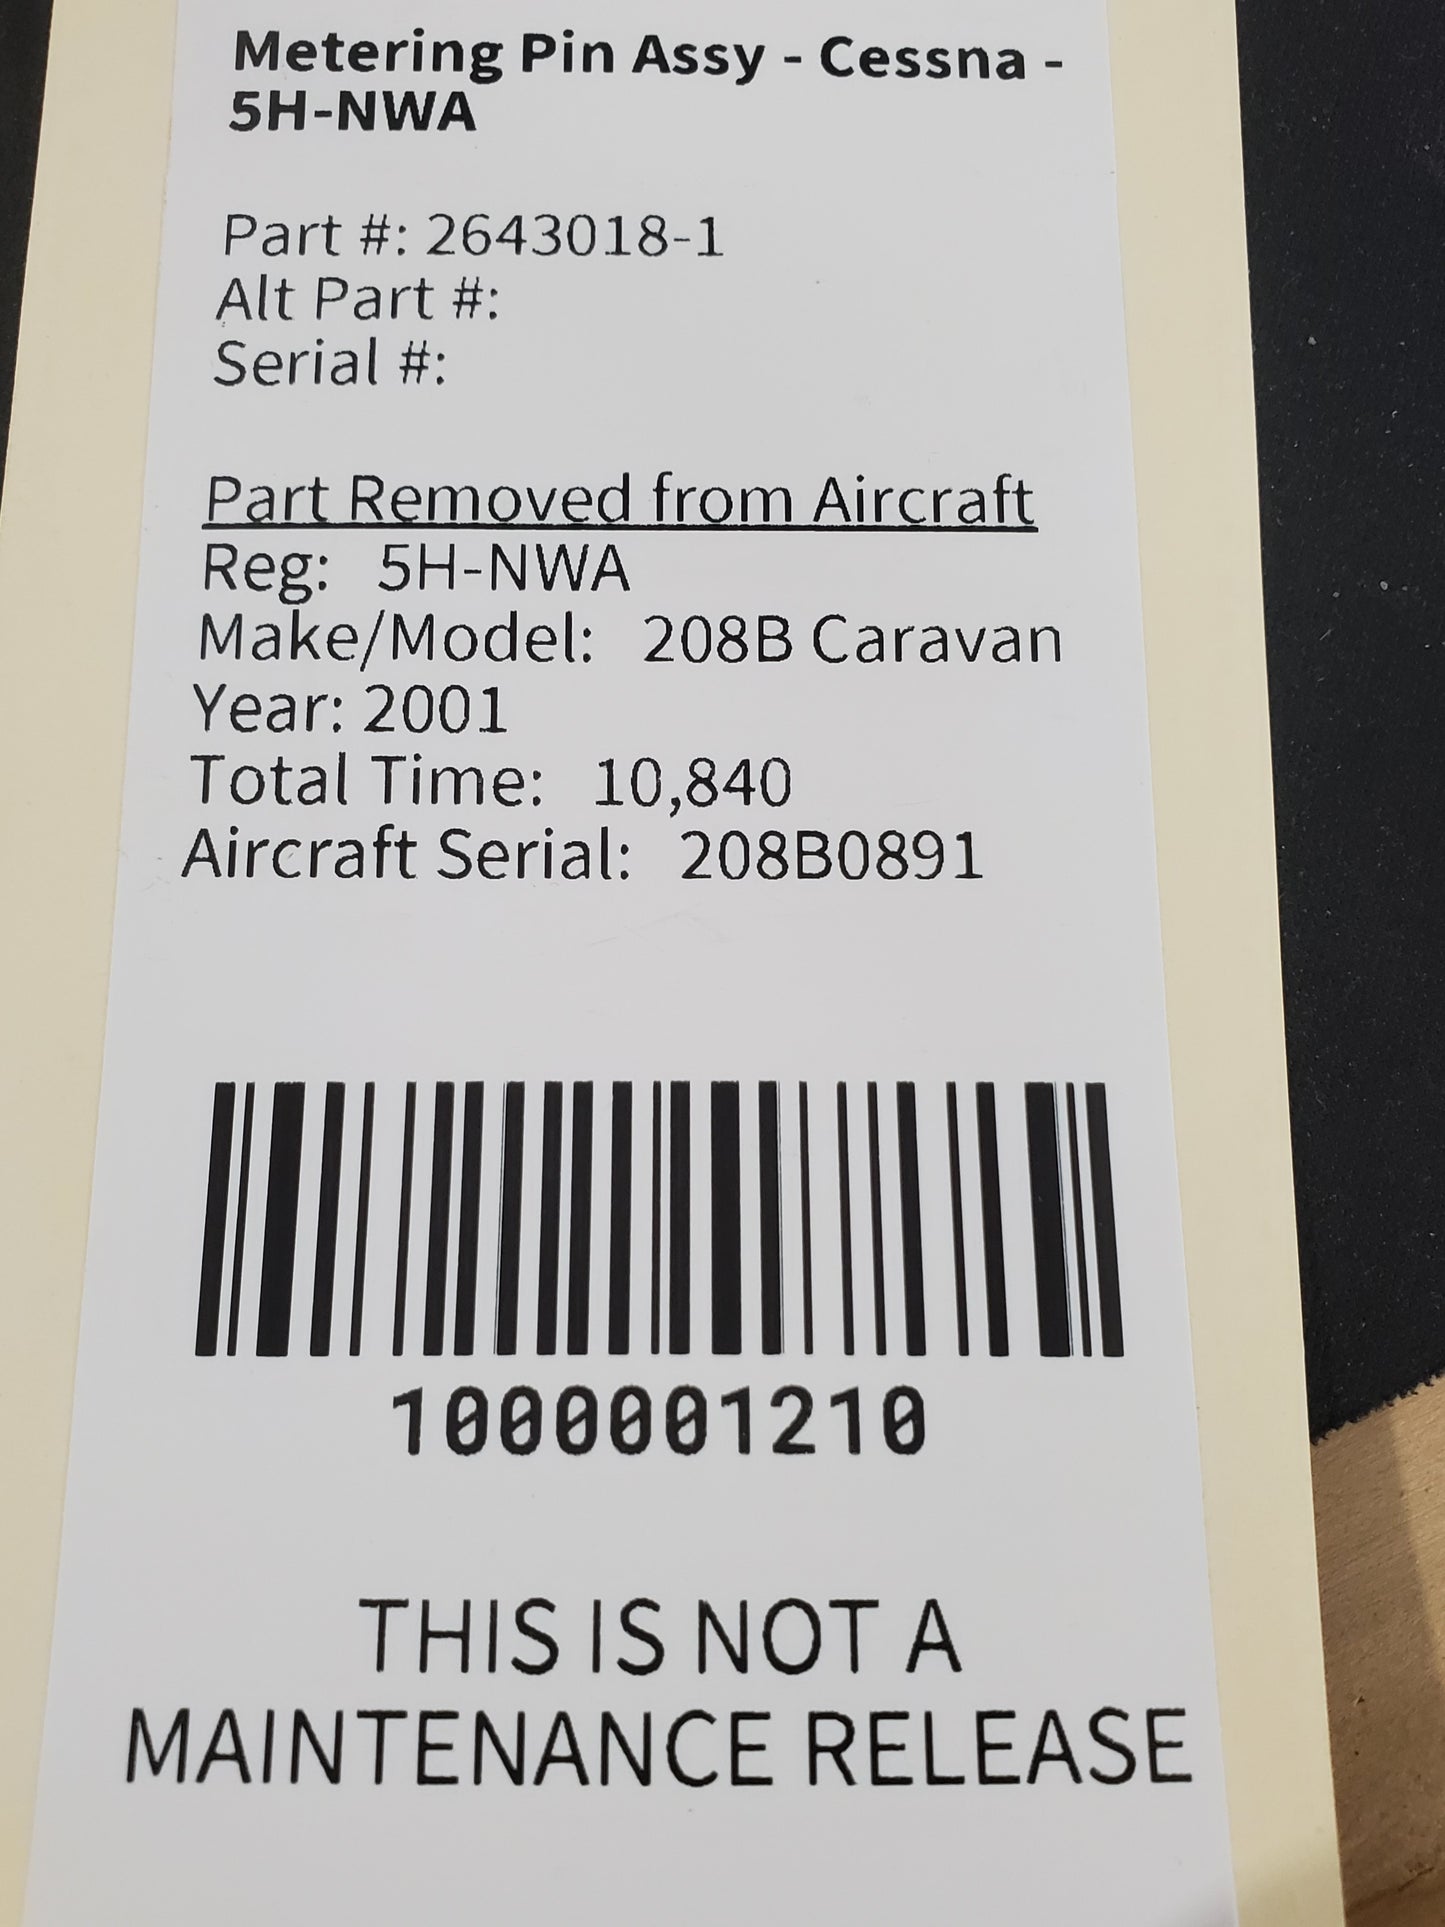 Metering Pin Assy - Cessna -
5H-NWA
Part #: 2643018-1
Alt Part #:
Serial #:
Part Removed from Aircraft
Reg: 5H-NWA
Make/Model: 208B Caravan
Year: 2001
Total Time: 10,840
Aircraft Serial: 208B0891
1000001210
THIS IS NOT A
MAINTENANCE RELEASE